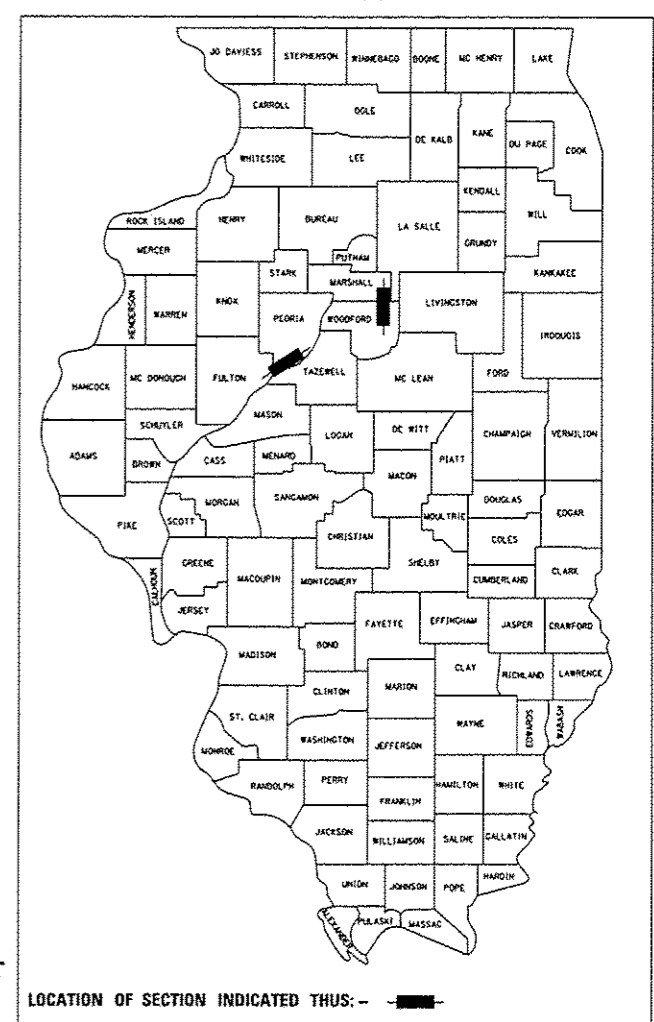 JO DAVIESS STEPHENSON WINNEBAGO BOONE MC HENRY LAKE
CARROLL OGLE
DE KALB KANE DU PAGE COOK
WHITESIDE LEE
KENDALL WILL
ROCK ISLAND HENRY BUREAU LA SALLE
MERCER PUTNAM GRUNDY
STARK MARSHALL KANKAKEE
HENDERSON WARREN KNOX PEORIA WOODFORD LIVINGSTON IROQUOIS
HANCOCK MC DONOUGH FULTON TAZEWELL MC LEAN FORD
SCHUYLER MASON LOGAN DE WITT CHAMPAIGN VERMILION
ADAMS BROWN CASS MENARD MACON PIATT
PIKE SCOTT MORGAN SANGAMON CHRISTIAN MOULTRIE DOUGLAS EDGAR
COLES
CALHOUN GREENE MACOUPIN MONTGOMERY SHELBY CUMBERLAND CLARK
JERSEY FAYETTE EFFINGHAM JASPER CRAWFORD
MADISON BOND CLAY RICHLAND LAWRENCE
CLINTON MARION
ST. CLAIR WASHINGTON JEFFERSON WAYNE EDWARDS WABASH
MONROE
RANDOLPH PERRY FRANKLIN HAMILTON WHITE
JACKSON WILLIAMSON SALINE GALLATIN
UNION JOHNSON POPE HARDIN
ALEXANDER PULASKI MASSAC
LOCATION OF SECTION INDICATED THUS: -